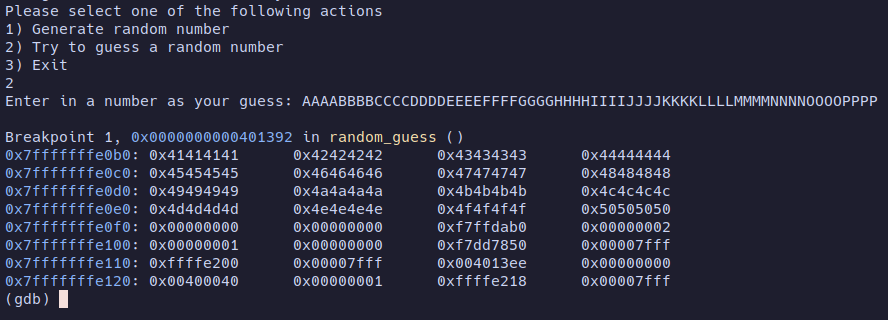 Please select one of the following actions
1) Generate random number
2) Try to guess a random number
3) Exit
2
Enter in a number as your guess: AAAABBBBCCCCDDDDEEEEFFFFGGGGHHHHIIIIJJJJKKKKLLLLMMMMNNNNOOOOPPPP
Breakpoint 1, 0x0000000000401392 in random_guess ()
0x7fffffffe0b0: 0x41414141 0x42424242 0x43434343 0x44444444
0x7fffffffe0c0: 0x45454545 0x46464646 0x47474747 0x48484848
0x7fffffffe0d0: 0x49494949 0x4a4a4a4a 0x4b4b4b4b 0x4c4c4c4c
0x7fffffffe0e0: 0x4d4d4d4d 0x4e4e4e4e 0x4f4f4f4f 0x50505050
0x7fffffffe0f0: 0x00000000 0x00000000 0xf7ffdab0 0x00000002
0x7fffffffe100: 0x00000001 0x00000000 0xf7dd7850 0x00007fff
0x7fffffffe110: 0xffffe200 0x00007fff 0x004013ee 0x00000000
0x7fffffffe120: 0x00400040 0x00000001 0xffffe218 0x00007fff
(gdb)